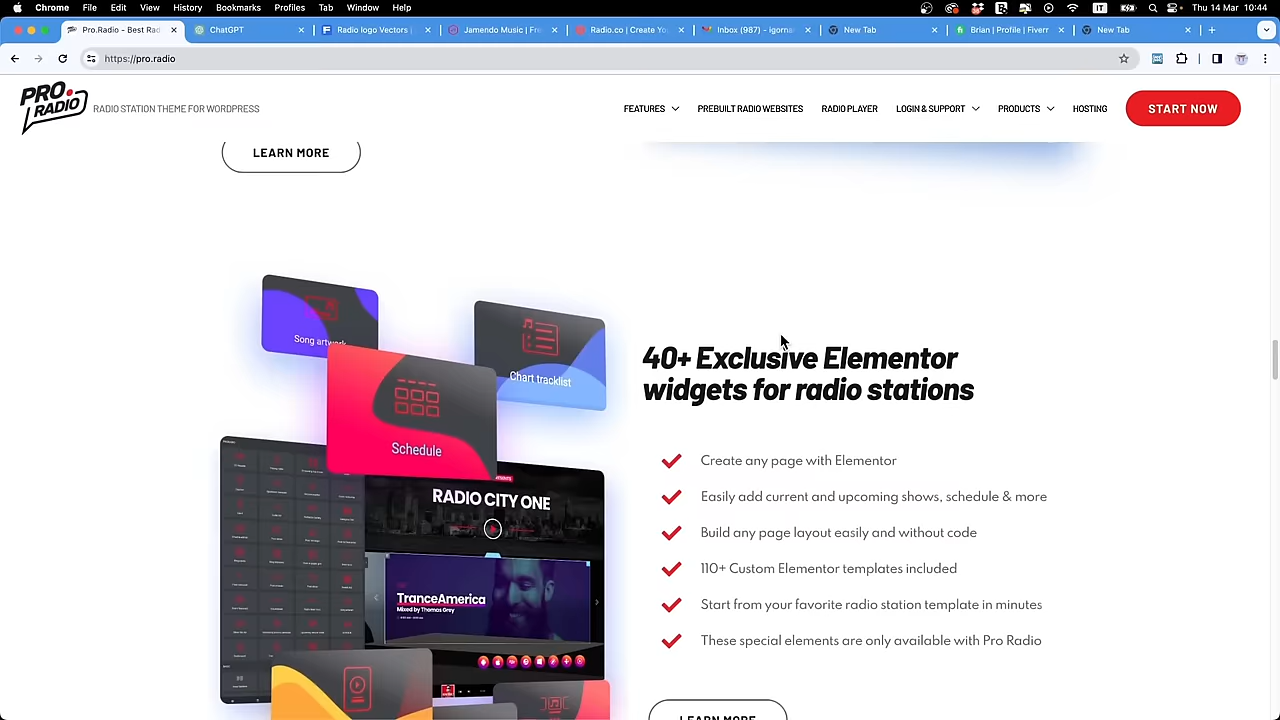 Chrome File Edit View History Bookmarks Profiles Tab Window Help
IT
Thu 14 Mar 10:44
Pro.Radio - Best Rad
ChatGPT
Radio logo Vectors |
Jamendo Music | Fre
Radio.co | Create You
Inbox (987) - igornar
New Tab
Brian | Profile | Fiverr
New Tab
https://pro.radio
PRO.
RADIO
RADIO STATION THEME FOR WORDPRESS
FEATURES
PREBUILT RADIO WEBSITES
RADIO PLAYER
LOGIN & SUPPORT
PRODUCTS
HOSTING
START NOW
LEARN MORE
Song artwork
Chart tracklist
Schedule
RADIO CITY ONE
TranceAmerica
Mixed by Thomas Grey
40+ Exclusive Elementor
widgets for radio stations
Create any page with Elementor
Easily add current and upcoming shows, schedule & more
Build any page layout easily and without code
110+ Custom Elementor templates included
Start from your favorite radio station template in minutes
These special elements are only available with Pro Radio
LEARN MORE